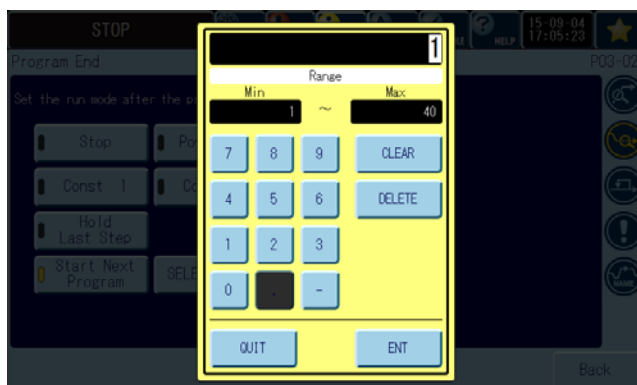 STOP
HELP
15-09-04
17:05:23
Program End
P03-02
Set the run mode after the p
Stop
Po
Const 1
Co
Hold
Last Step
Start Next
Program
SELE
NAME
Back
1
Range
Min
Max
1
~
40
7 8 9 CLEAR
4 5 6 DELETE
1 2 3
0 . -
QUIT
ENT